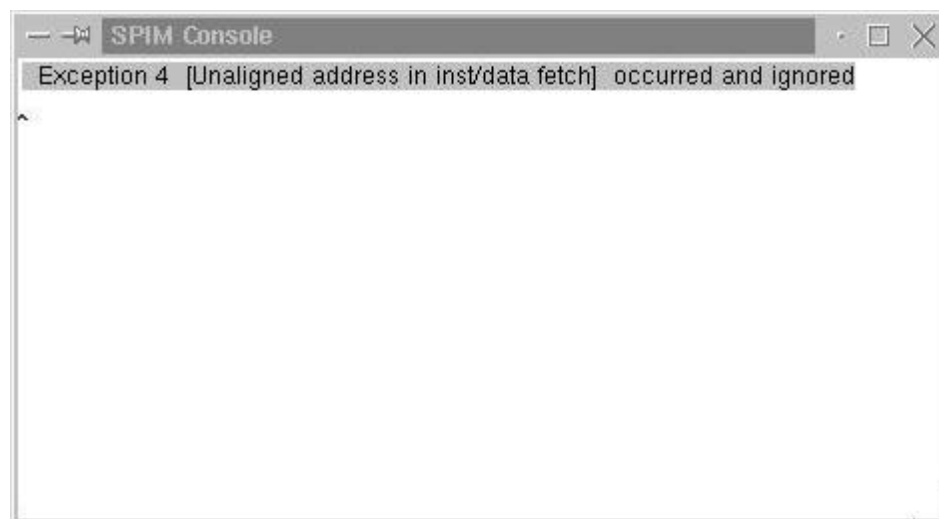 SPIM Console
Exception 4 [Unaligned address in inst/data fetch] occurred and ignored